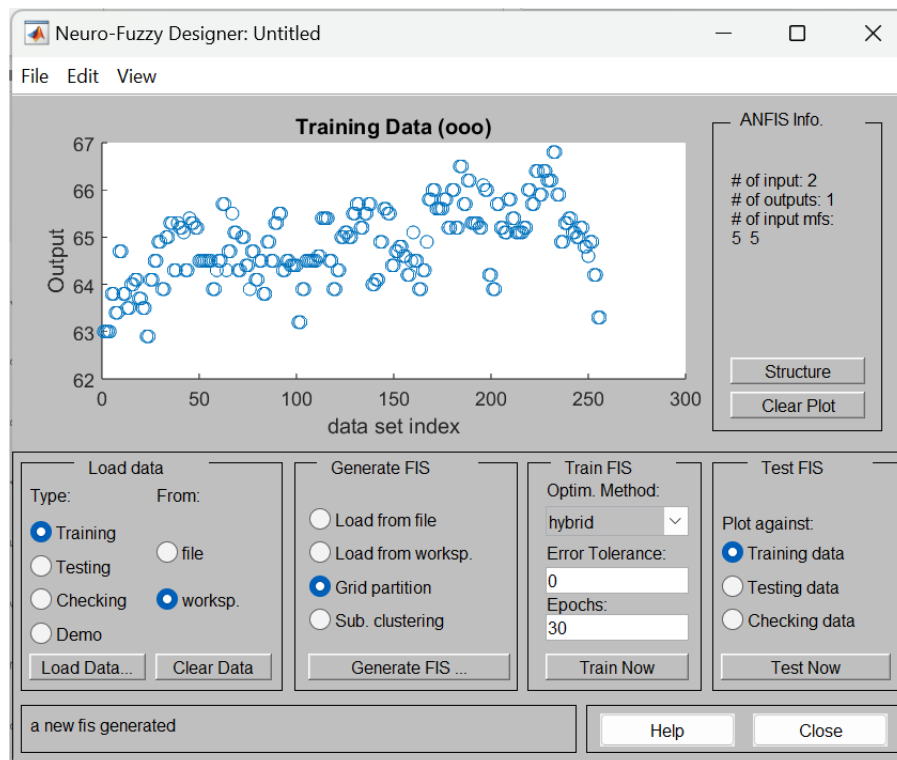 Neuro-Fuzzy Designer: Untitled
File Edit View
Training Data (ooo)
67
66
65
64
63
62
Output
0 50 100 150 200 250 300
data set index
ANFIS Info.
# of input: 2
# of outputs: 1
# of input mfs:
5 5
Structure
Clear Plot
Load data
Type: From:
Training
Testing
Checking
Demo
file
worksp.
Load Data... Clear Data
Generate FIS
Load from file
Load from worksp.
Grid partition
Sub. clustering
Generate FIS ...
Train FIS
Optim. Method:
hybrid
Error Tolerance:
0
Epochs:
30
Train Now
Test FIS
Plot against:
Training data
Testing data
Checking data
Test Now
a new fis generated
Help Close